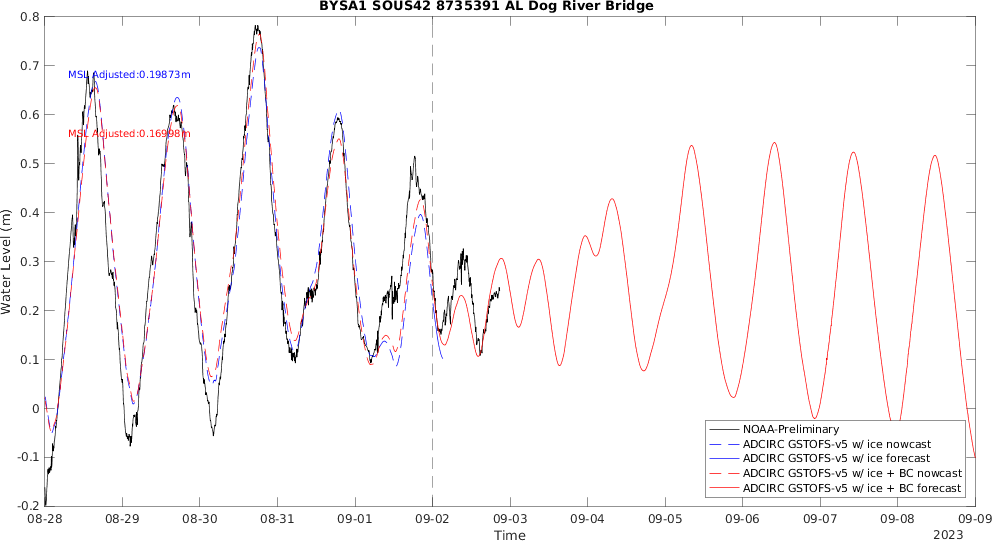 BYSA1 SOUS42 8735391 AL Dog River Bridge
0.8
0.7
0.6
0.5
0.4
0.3
0.2
0.1
0
-0.1
-0.2
Water Level (m)
MSL Adjusted:0.19873m
MSL Adjusted:0.16998m
NOAA-Preliminary
ADCIRC GSTOFS-v5 w/ ice nowcast
ADCIRC GSTOFS-v5 w/ ice forecast
ADCIRC GSTOFS-v5 w/ ice + BC nowcast
ADCIRC GSTOFS-v5 w/ ice + BC forecast
08-28 08-29 08-30 08-31 09-01 09-02 09-03 09-04 09-05 09-06 09-07 09-08 09-09
Time
2023